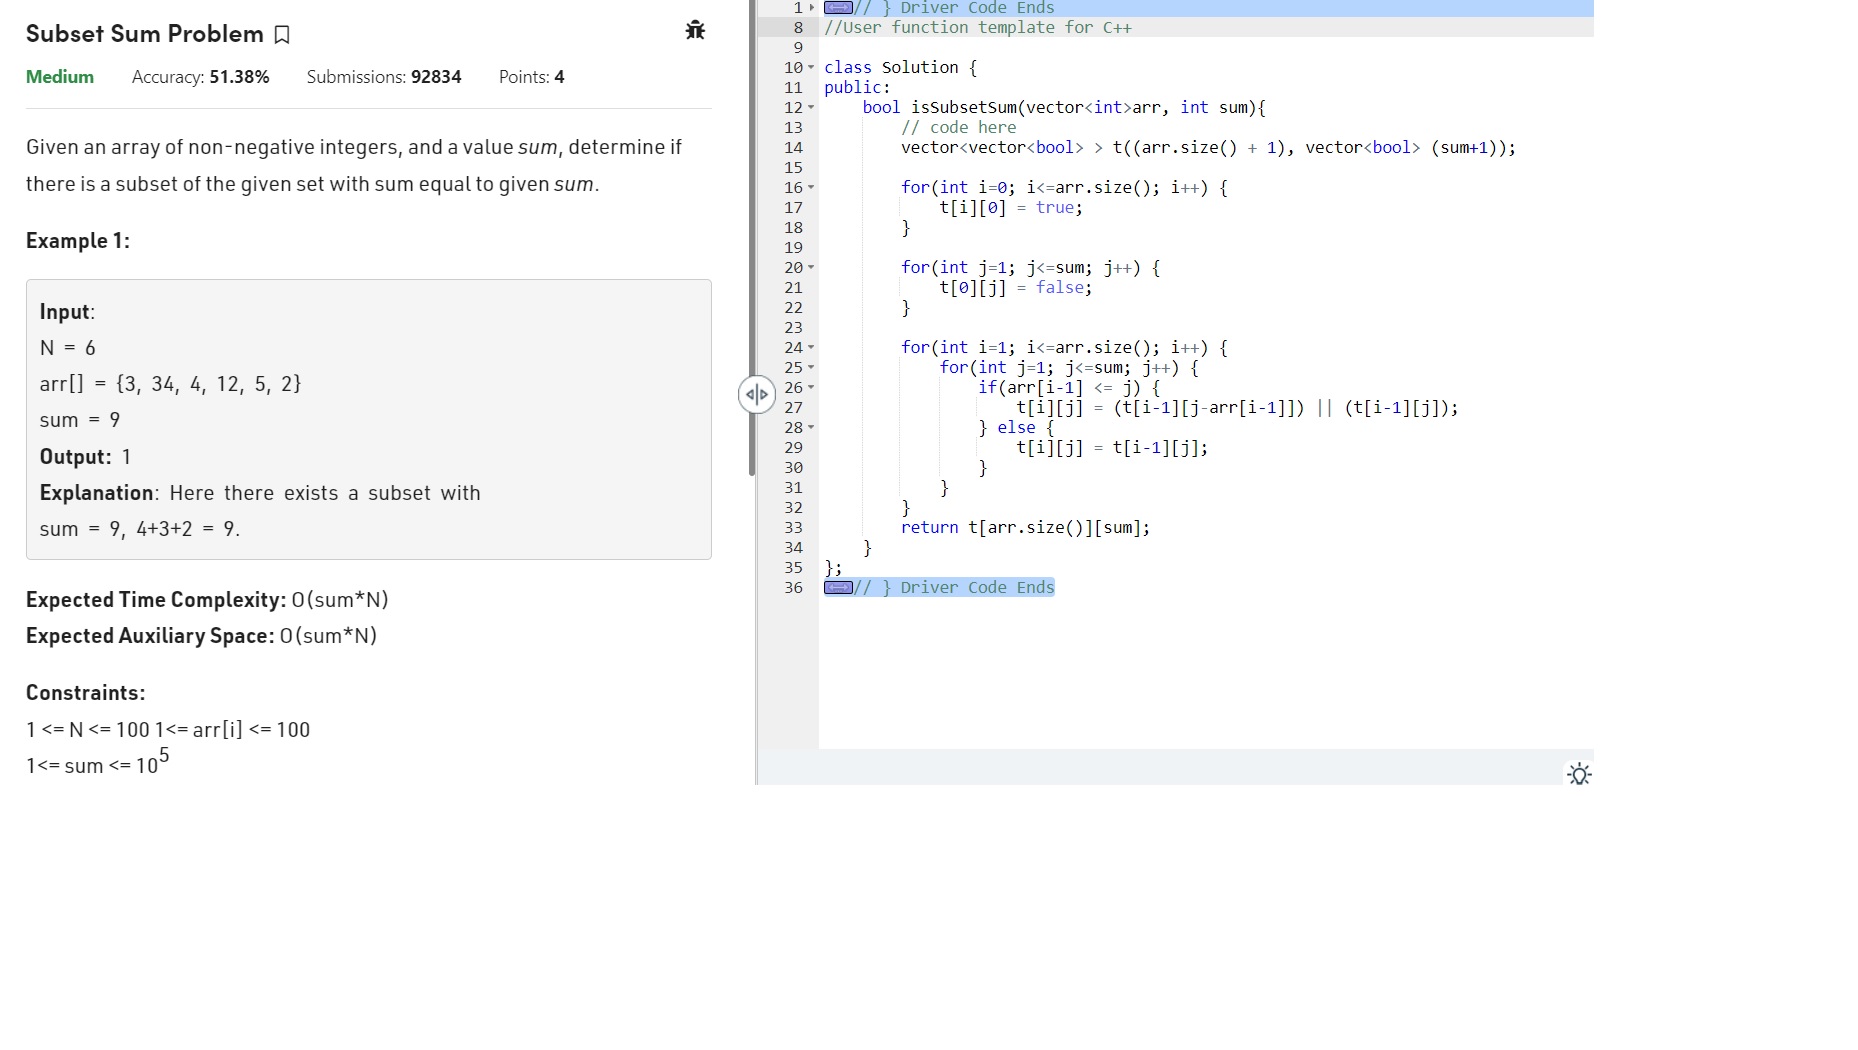 Subset Sum Problem
Medium Accuracy: 51.38% Submissions: 92834 Points: 4
Given an array of non-negative integers, and a value sum, determine if
there is a subset of the given set with sum equal to given sum.
Example 1:
Input:
N = 6
arr[] = {3, 34, 4, 12, 5, 2}
sum = 9
Output: 1
Explanation: Here there exists a subset with
sum = 9, 4+3+2 = 9.
Expected Time Complexity: O(sum*N)
Expected Auxiliary Space: O(sum*N)
Constraints:
1 <= N <= 100 1<= arr[i] <= 100
1<= sum <= 10^5
1 // } Driver Code Ends
8 //User function template for C++
9
10 class Solution {
11 public:
12     bool isSubsetSum(vector<int>arr, int sum){
13         // code here
14         vector<vector<bool> > t((arr.size() + 1), vector<bool> (sum+1));
15
16         for(int i=0; i<=arr.size(); i++) {
17             t[i][0] = true;
18         }
19
20         for(int j=1; j<=sum; j++) {
21             t[0][j] = false;
22         }
23
24         for(int i=1; i<=arr.size(); i++) {
25             for(int j=1; j<=sum; j++) {
26                 if(arr[i-1] <= j) {
27                     t[i][j] = (t[i-1][j-arr[i-1]]) || (t[i-1][j]);
28                 } else {
29                     t[i][j] = t[i-1][j];
30                 }
31             }
32         }
33         return t[arr.size()][sum];
34     }
35 };
36 // } Driver Code Ends